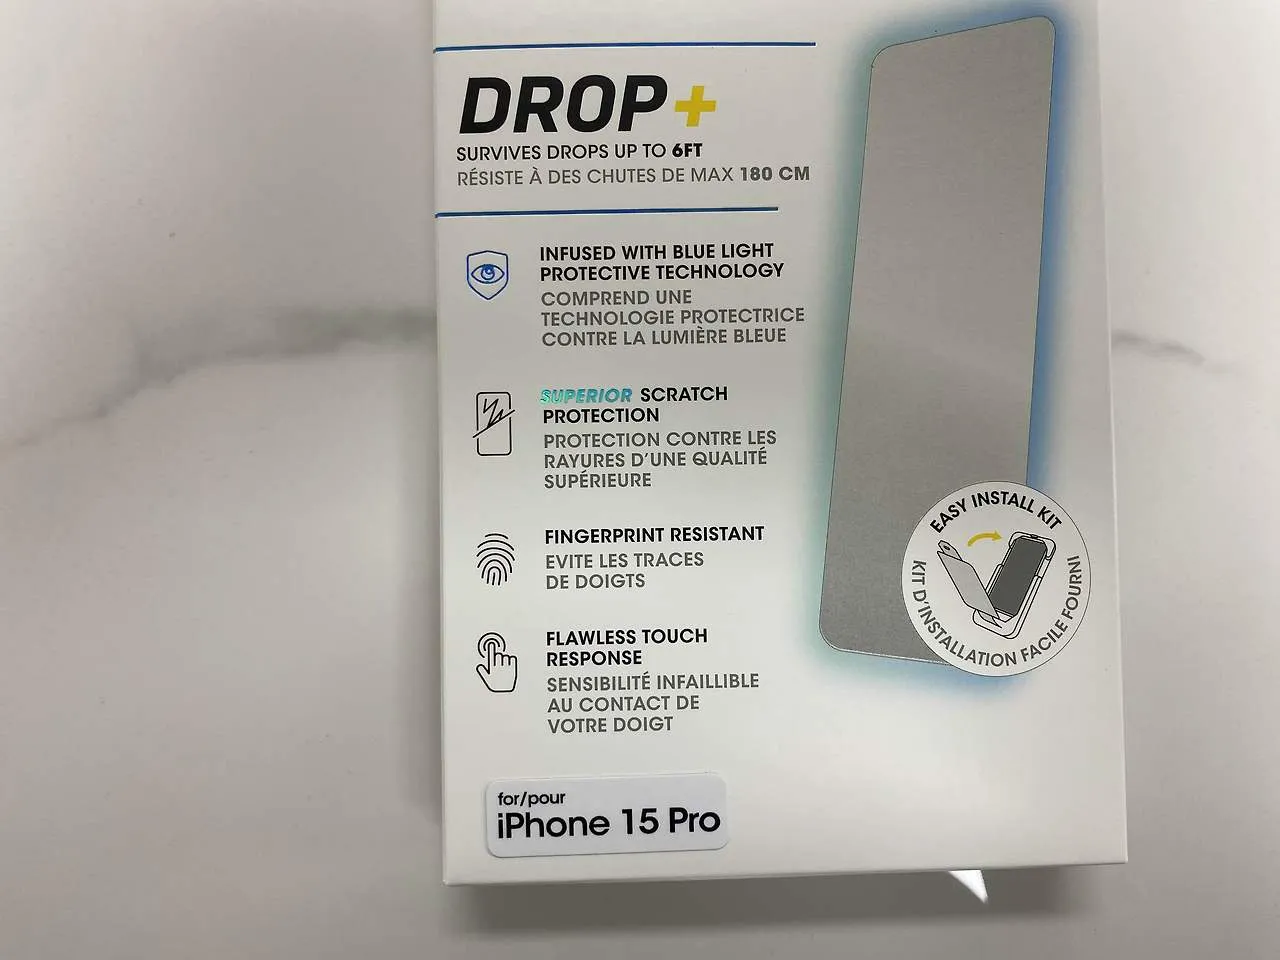 DROP+
SURVIVES DROPS UP TO 6FT
RÉSISTE À DES CHUTES DE MAX 180 CM
INFUSED WITH BLUE LIGHT
PROTECTIVE TECHNOLOGY
COMPREND UNE
TECHNOLOGIE PROTECTRICE
CONTRE LA LUMIÈRE BLEUE
SUPERIOR SCRATCH
PROTECTION
PROTECTION CONTRE LES
RAYURES D'UNE QUALITÉ
SUPÉRIEURE
FINGERPRINT RESISTANT
EVITE LES TRACES
DE DOIGTS
FLAWLESS TOUCH
RESPONSE
SENSIBILITÉ INFAILLIBLE
AU CONTACT DE
VOTRE DOIGT
EASY INSTALL KIT
KIT D'INSTALLATION FACILE FOURNI
for/pour
iPhone 15 Pro